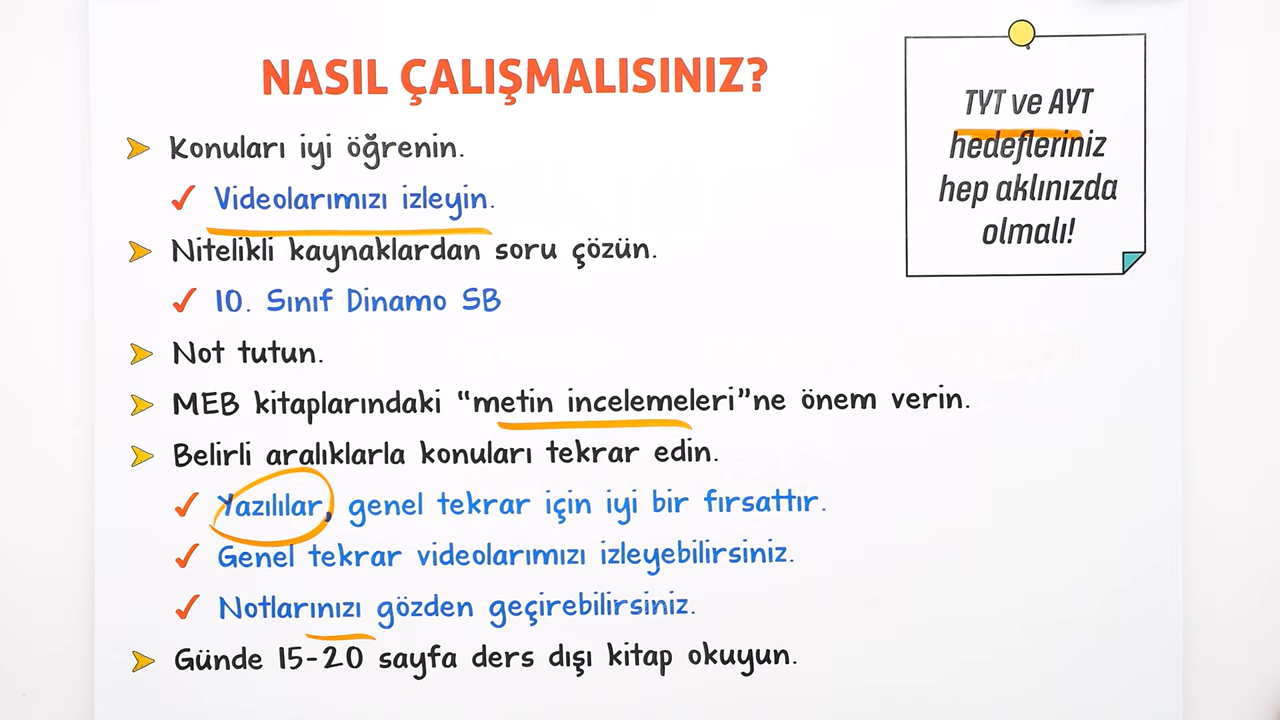 NASIL ÇALIŞMALISINIZ?
Konuları iyi öğrenin.
Videolarımızı izleyin.
Nitelikli kaynaklardan soru çözün.
10. Sınıf Dinamo SB
Not tutun.
MEB kitaplarındaki “metin incelemeleri”ne önem verin.
Belirli aralıklarla konuları tekrar edin.
Yazılılar, genel tekrar için iyi bir fırsattır.
Genel tekrar videolarımızı izleyebilirsiniz.
Notlarınızı gözden geçirebilirsiniz.
Günde 15-20 sayfa ders dışı kitap okuyun.
TYT ve AYT
hedefleriniz
hep aklınızda
olmalı!